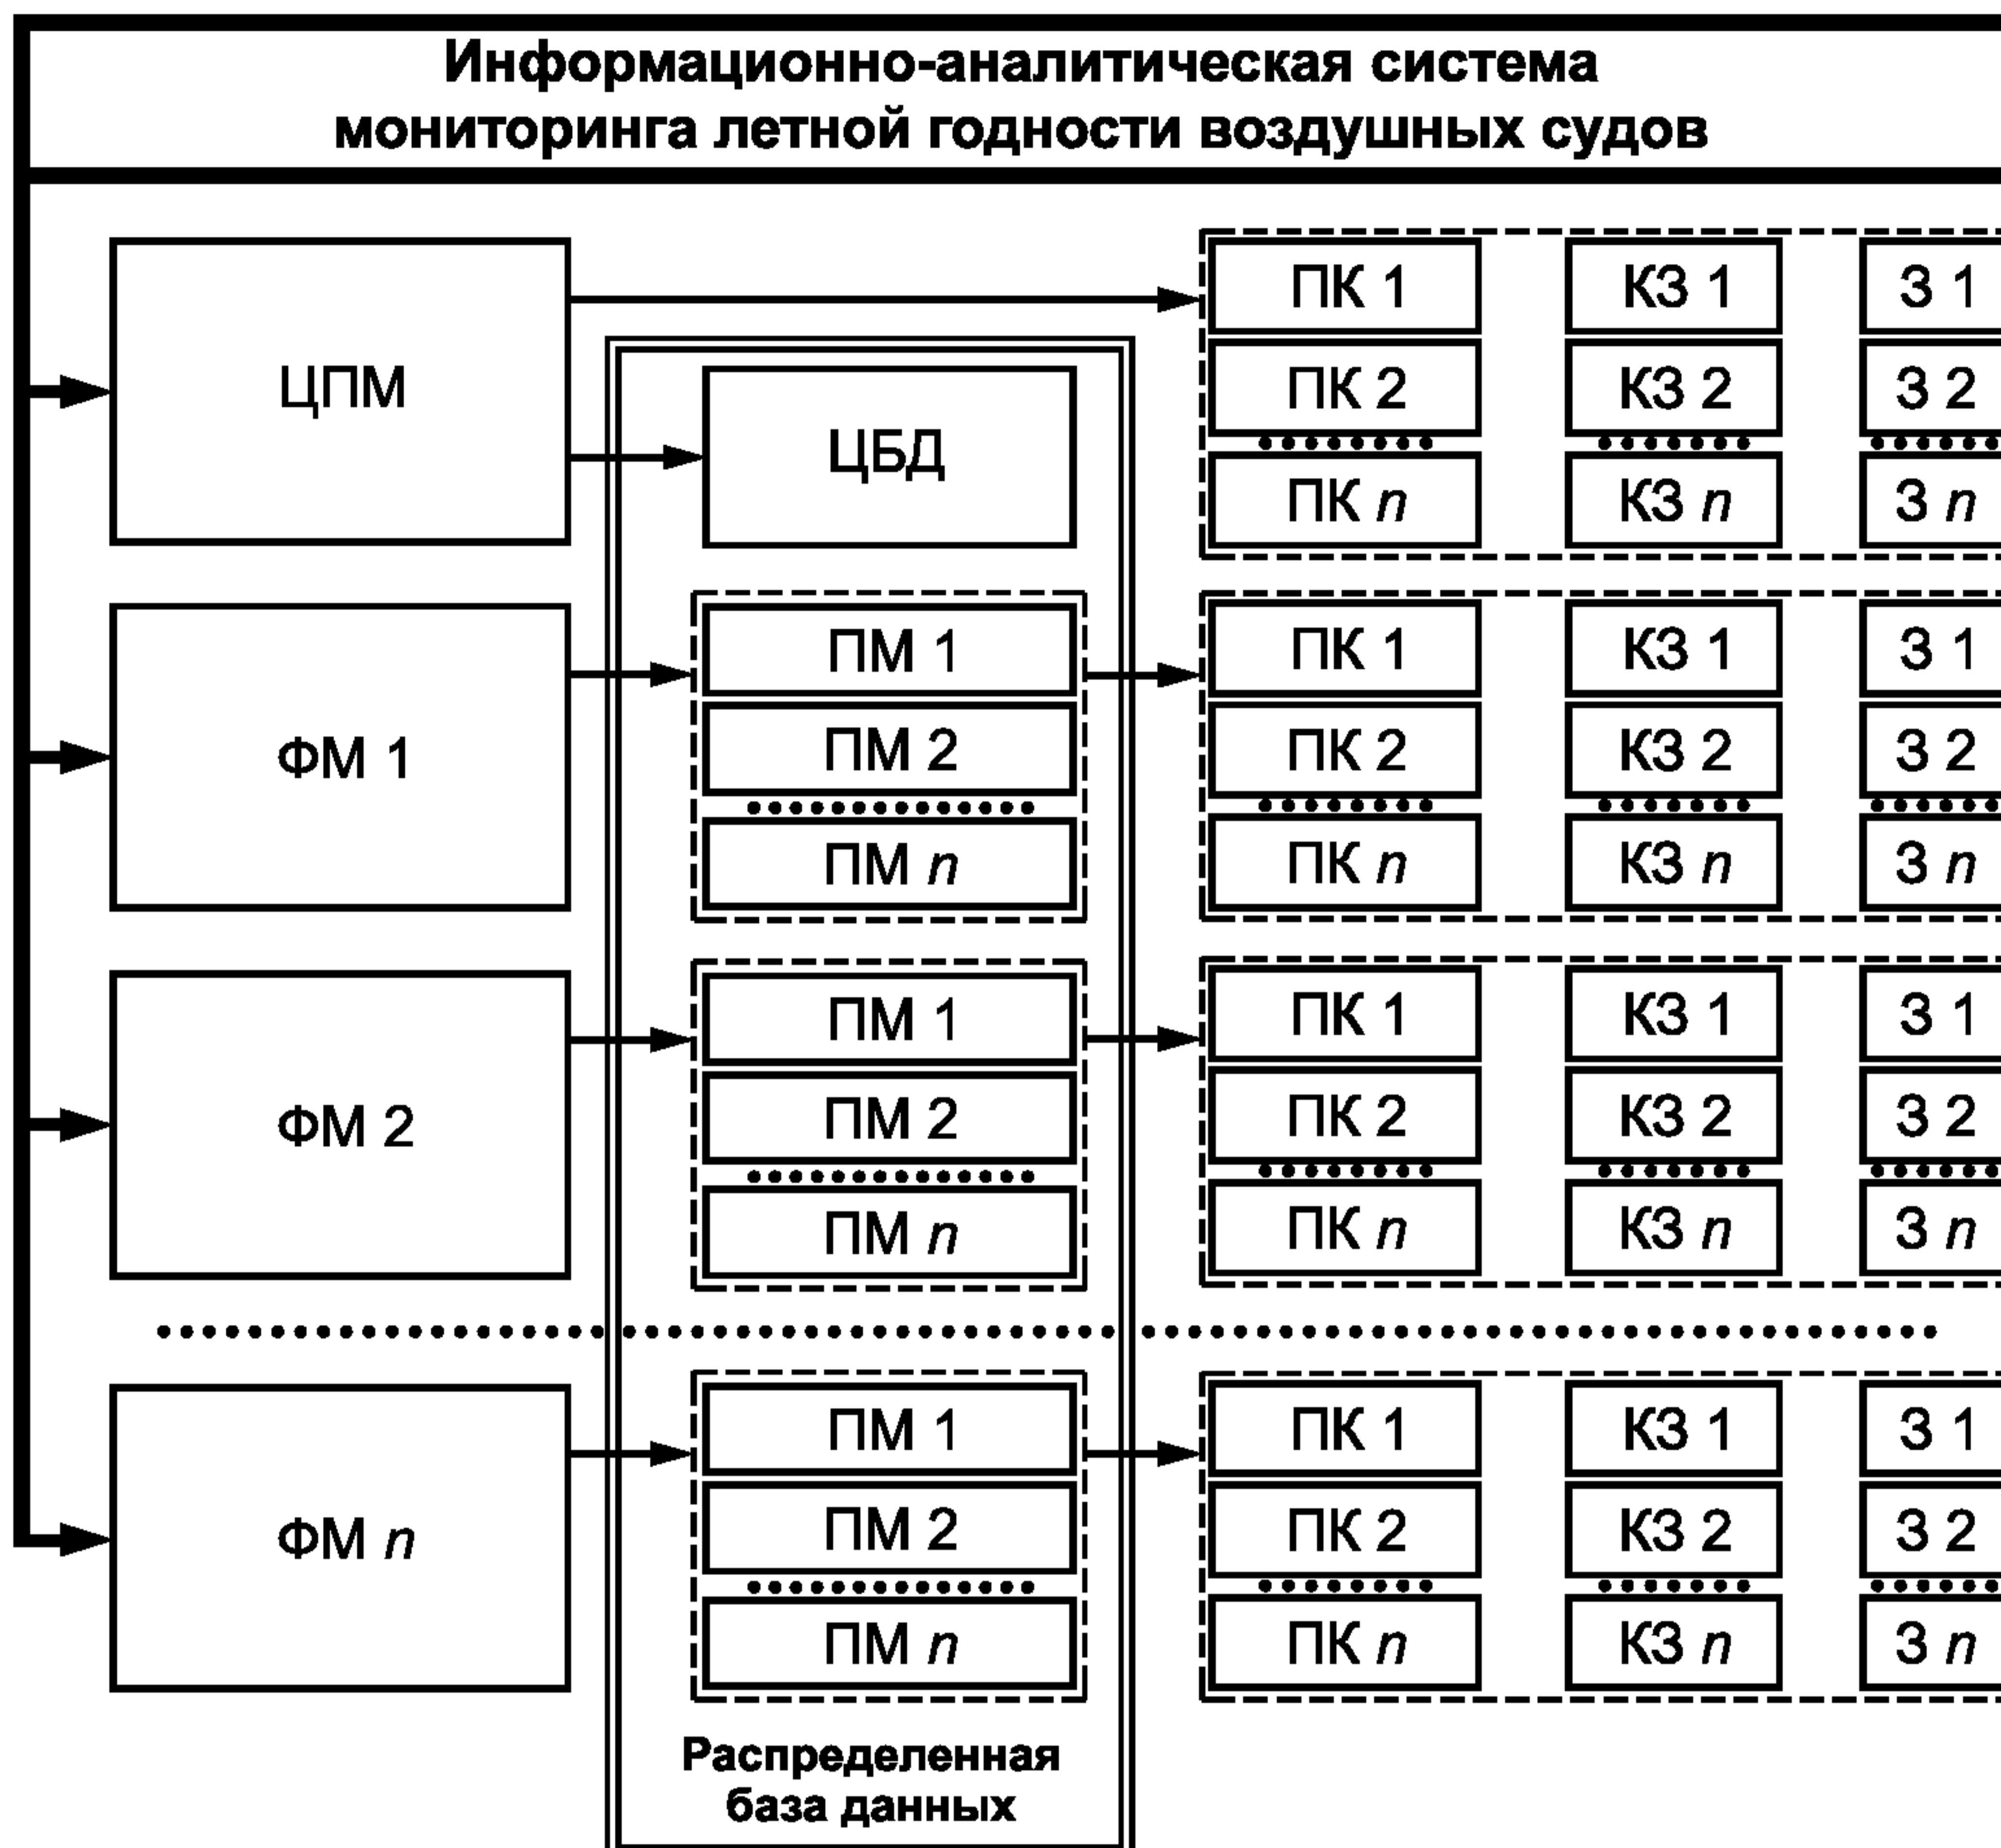 Информационно-аналитическая система
мониторинга летной годности воздушных судов
ЦПМ
ЦБД
ПК 1
КЗ 1
З 1
ПК 2
КЗ 2
З 2
ПК n
КЗ n
З n
ФМ 1
ПМ 1
ПМ 2
ПМ n
ПК 1
КЗ 1
З 1
ПК 2
КЗ 2
З 2
ПК n
КЗ n
З n
ФМ 2
ПМ 1
ПМ 2
ПМ n
ПК 1
КЗ 1
З 1
ПК 2
КЗ 2
З 2
ПК n
КЗ n
З n
ФМ n
ПМ 1
ПМ 2
ПМ n
ПК 1
КЗ 1
З 1
ПК 2
КЗ 2
З 2
ПК n
КЗ n
З n
Распределенная
база данных